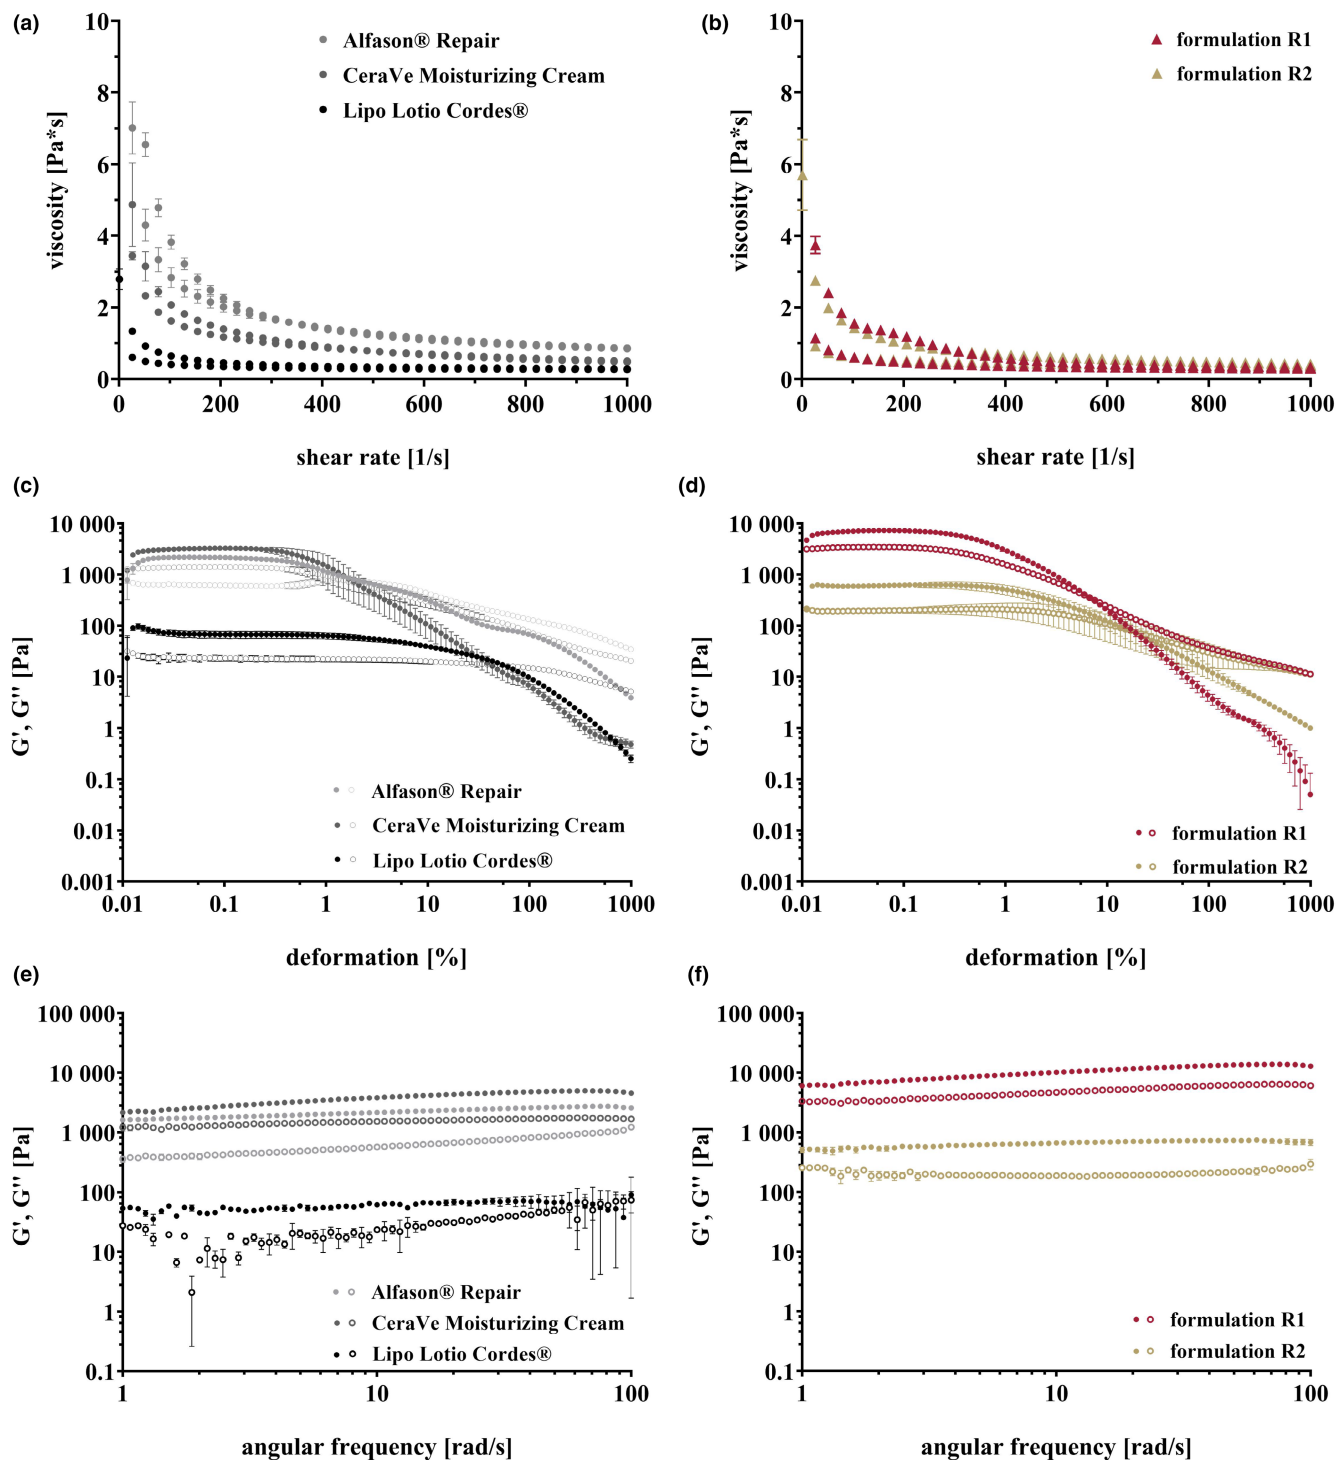 (a)
10
8
6
4
2
0
viscosity [Pa*s]
Alfason® Repair
CeraVe Moisturizing Cream
Lipo Lotio Cordes®
0 200 400 600 800 1000
shear rate [1/s]
(b)
10
8
6
4
2
0
viscosity [Pa*s]
formulation R1
formulation R2
0 200 400 600 800 1000
shear rate [1/s]
(c)
10 000
1 000
100
10
1
0.1
0.01
0.001
G', G'' [Pa]
Alfason® Repair
CeraVe Moisturizing Cream
Lipo Lotio Cordes®
0.01 0.1 1 10 100 1000
deformation [%]
(d)
10 000
1 000
100
10
1
0.1
0.01
0.001
G', G'' [Pa]
formulation R1
formulation R2
0.01 0.1 1 10 100 1000
deformation [%]
(e)
100 000
10 000
1 000
100
10
1
0.1
G', G'' [Pa]
Alfason® Repair
CeraVe Moisturizing Cream
Lipo Lotio Cordes®
1 10 100
angular frequency [rad/s]
(f)
100 000
10 000
1 000
100
10
1
0.1
G', G'' [Pa]
formulation R1
formulation R2
1 10 100
angular frequency [rad/s]